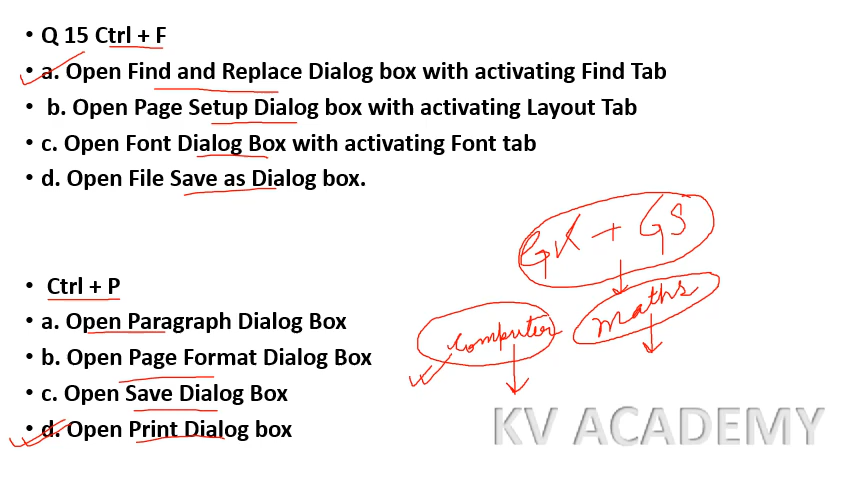 • Q 15 Ctrl + F
• a. Open Find and Replace Dialog box with activating Find Tab
• b. Open Page Setup Dialog box with activating Layout Tab
• c. Open Font Dialog Box with activating Font tab
• d. Open File Save as Dialog box.
GK + GS
• Ctrl + P
maths
• a. Open Paragraph Dialog Box
Computer
• b. Open Page Format Dialog Box
• c. Open Save Dialog Box
• d. Open Print Dialog box
KV ACADEMY